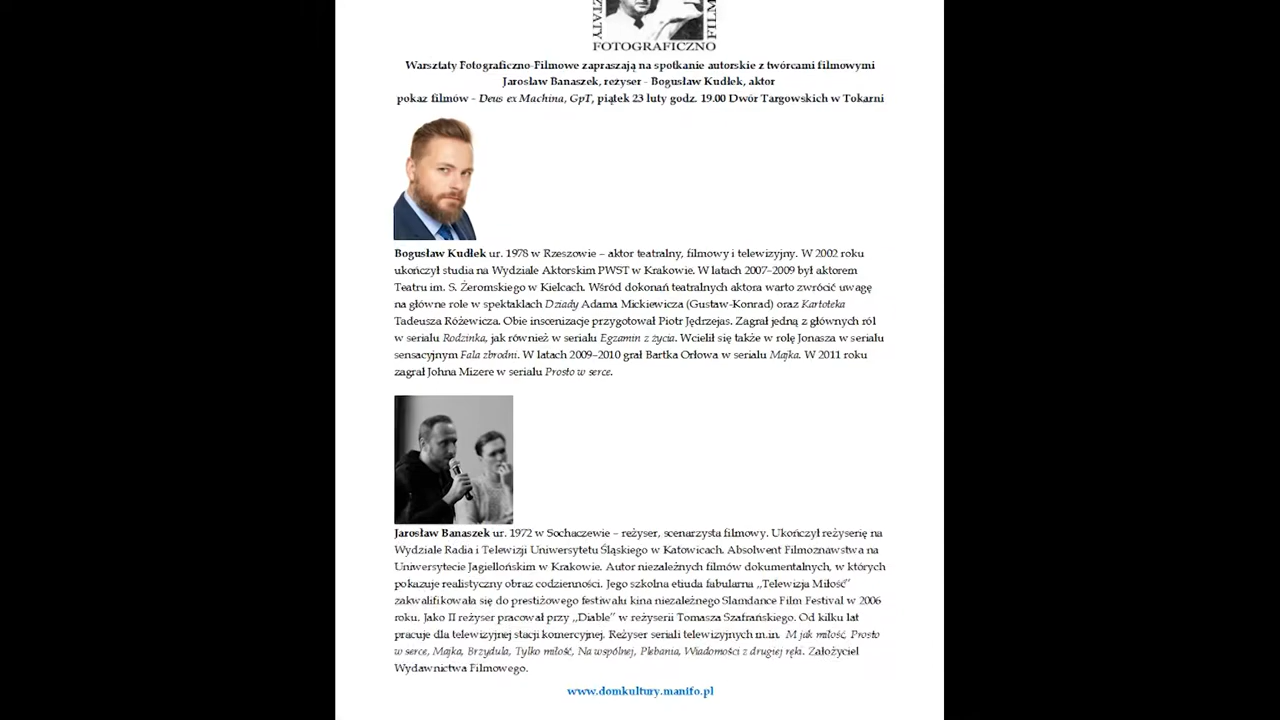 ZTATY
FILM
FOTOGRAFICZNO
Warsztaty Fotograficzno-Filmowe zapraszają na spotkanie autorskie z twórcami filmowymi
Jarosław Banaszek, reżyser - Bogusław Kudłek, aktor
pokaz filmów - Deus ex Machina, GpT, piątek 23 luty godz. 19.00 Dwór Targowskich w Tokarni
Bogusław Kudłek ur. 1978 w Rzeszowie – aktor teatralny, filmowy i telewizyjny. W 2002 roku
ukończył studia na Wydziale Aktorskim PWST w Krakowie. W latach 2007–2009 był aktorem
Teatru im. S. Żeromskiego w Kielcach. Wśród dokonań teatralnych aktora warto zwrócić uwagę
na główne role w spektaklach Dziady Adama Mickiewicza (Gustaw-Konrad) oraz Kartoteka
Tadeusza Różewicza. Obie inscenizacje przygotował Piotr Jędrzejas. Zagrał jedną z głównych ról
w serialu Rodzinka, jak również w serialu Egzamin z życia. Wcielił się także w rolę Jonasza w serialu
sensacyjnym Fala zbrodni. W latach 2009–2010 grał Bartka Orłowa w serialu Majka. W 2011 roku
zagrał Johna Mizere w serialu Prosto w serce.
Jarosław Banaszek ur. 1972 w Sochaczewie – reżyser, scenarzysta filmowy. Ukończył reżyserię na
Wydziale Radia i Telewizji Uniwersytetu Śląskiego w Katowicach. Absolwent Filmoznawstwa na
Uniwersytecie Jagiellońskim w Krakowie. Autor niezależnych filmów dokumentalnych, w których
pokazuje realistyczny obraz codzienności. Jego szkolna etiuda fabularna „Telewizja Miłość”
zakwalifikowała się do prestiżowego festiwalu kina niezależnego Slamdance Film Festival w 2006
roku. Jako II reżyser pracował przy „Diable” w reżyserii Tomasza Szafrańskiego. Od kilku lat
pracuje dla telewizyjnej stacji komercyjnej. Reżyser seriali telewizyjnych m.in. M jak miłość, Prosto
w serce, Majka, Brzydula, Tylko miłość, Na wspólnej, Plebania, Wiadomości z drugiej ręki. Założyciel
Wydawnictwa Filmowego.
www.domkultury.manifo.pl